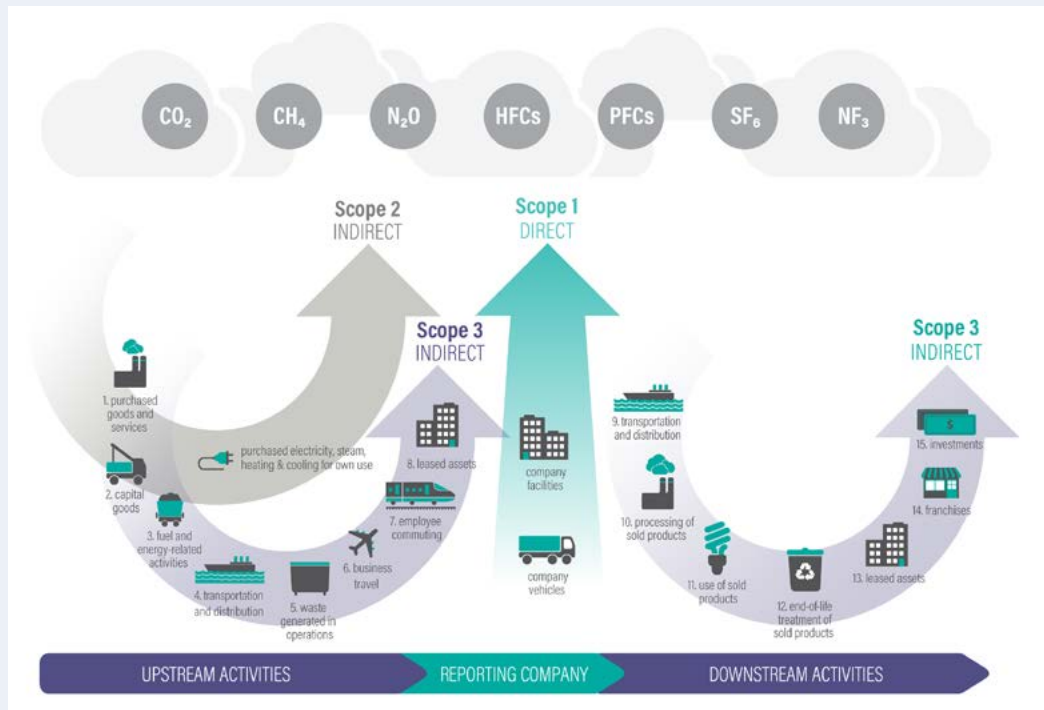 CO₂
CH₄
N₂O
HFCs
PFCs
SF₆
NF₃
Scope 2
INDIRECT
Scope 1
DIRECT
Scope 3
INDIRECT
Scope 3
INDIRECT
1. purchased
goods and
services
purchased electricity, steam,
heating & cooling for own use
2. capital
goods
3. fuel and
energy-related
activities
4. transportation
and distribution
5. waste
generated in
operations
6. business
travel
7. employee
commuting
8. leased assets
company
facilities
company
vehicles
9. transportation
and distribution
10. processing of
sold products
11. use of sold
products
12. end-of-life
treatment of
sold products
13. leased assets
14. franchises
$
15. investments
UPSTREAM ACTIVITIES
REPORTING COMPANY
DOWNSTREAM ACTIVITIES